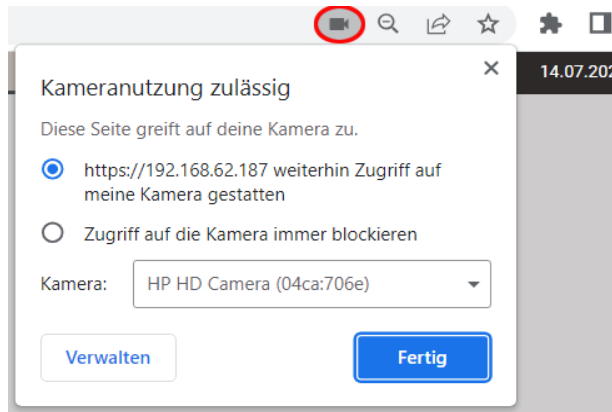 14.07.202
Kameranutzung zulässig
Diese Seite greift auf deine Kamera zu.
https://192.168.62.187 weiterhin Zugriff auf
meine Kamera gestatten
Zugriff auf die Kamera immer blockieren
Kamera: HP HD Camera (04ca:706e)
Verwalten Fertig